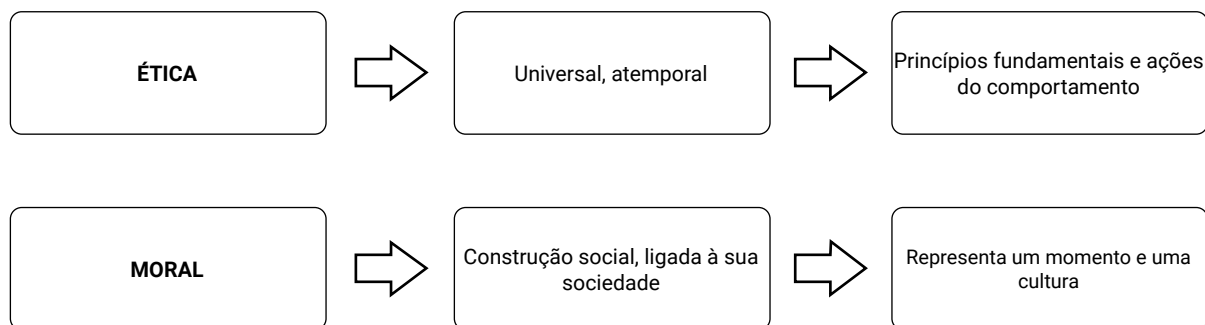 ÉTICA
Universal, atemporal
Princípios fundamentais e ações
do comportamento
MORAL
Construção social, ligada à sua
sociedade
Representa um momento e uma
cultura